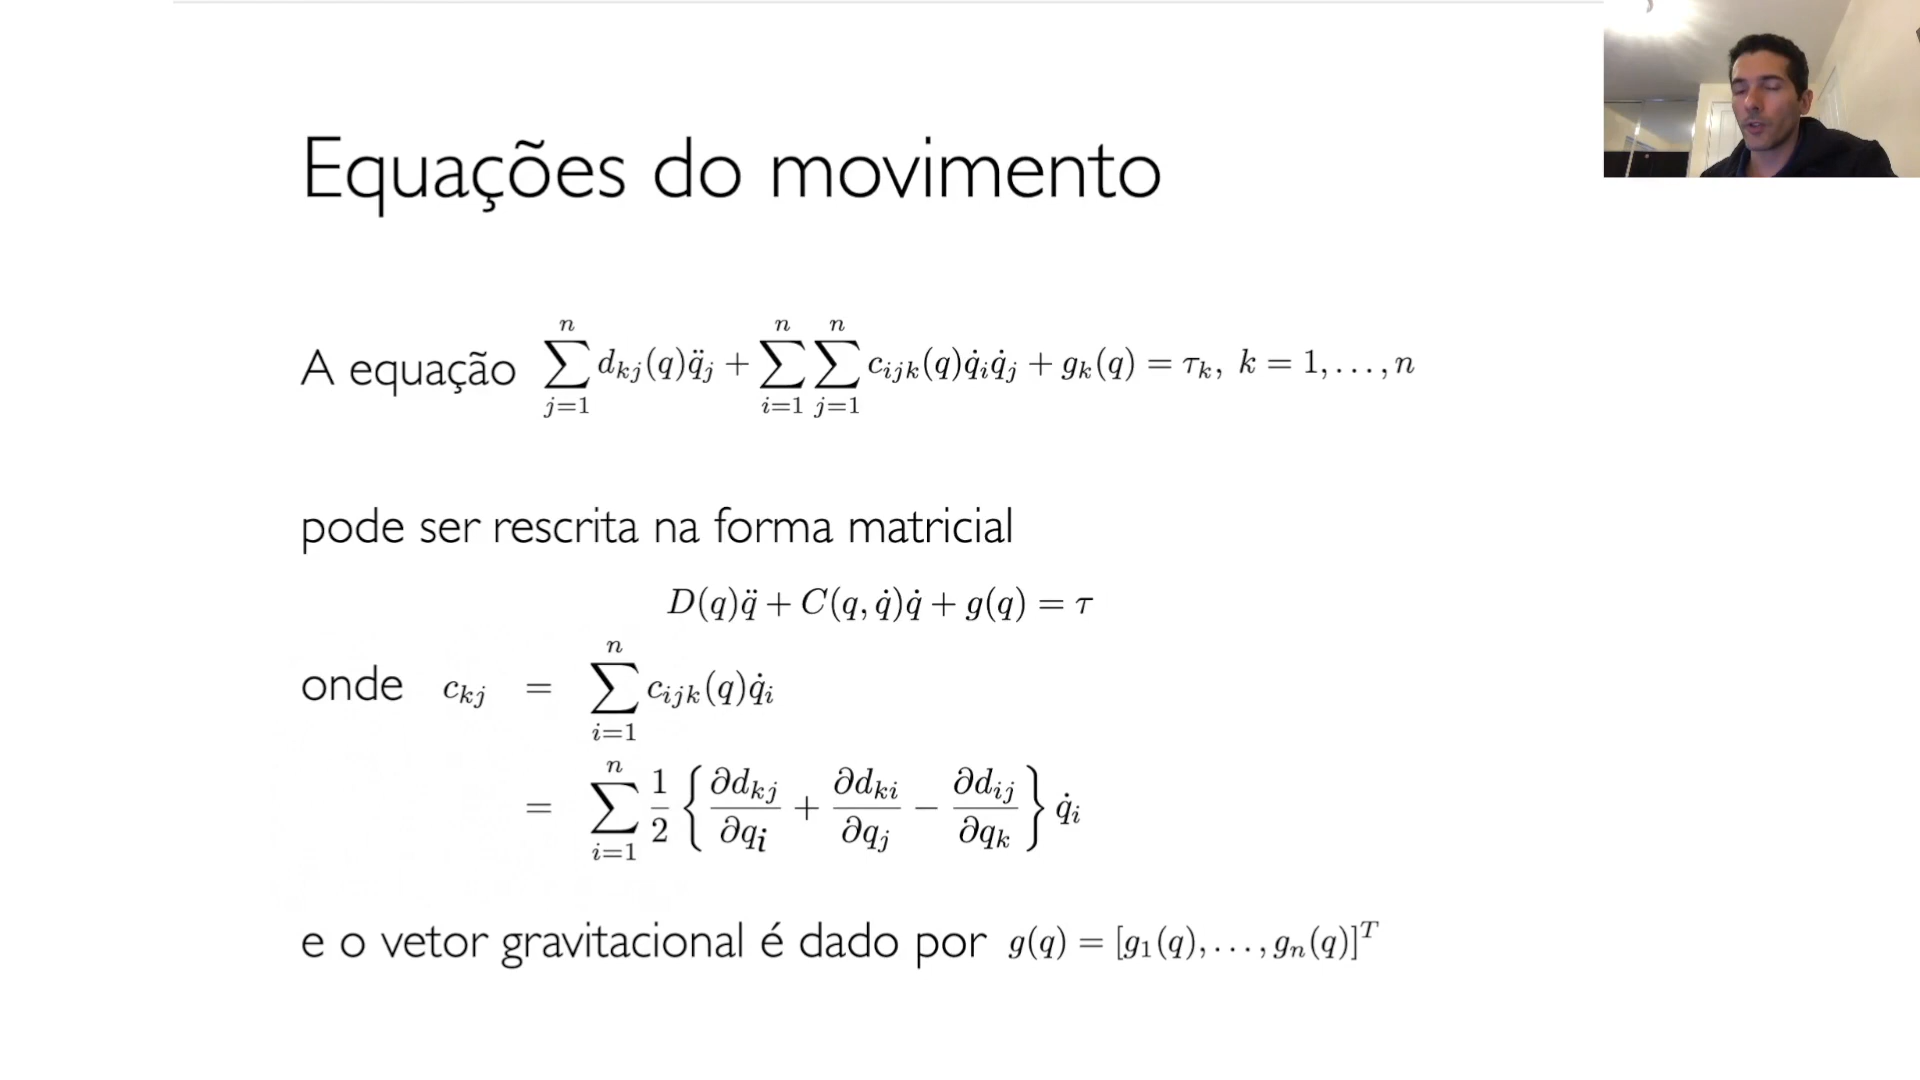 Equações do movimento
A equação $\sum_{j=1}^{n} d_{kj}(q)\ddot{q}_j + \sum_{i=1}^{n} \sum_{j=1}^{n} c_{ijk}(q)\dot{q}_i\dot{q}_j + g_k(q) = \tau_k,\ k = 1, \ldots, n$
pode ser rescrita na forma matricial
$D(q)\ddot{q} + C(q, \dot{q})\dot{q} + g(q) = \tau$
onde $c_{kj} = \sum_{i=1}^{n} c_{ijk}(q)\dot{q}_i$
$= \sum_{i=1}^{n} \frac{1}{2} \left\{ \frac{\partial d_{kj}}{\partial q_i} + \frac{\partial d_{ki}}{\partial q_j} - \frac{\partial d_{ij}}{\partial q_k} \right\} \dot{q}_i$
e o vetor gravitacional é dado por $g(q) = [g_1(q), \ldots, g_n(q)]^T$